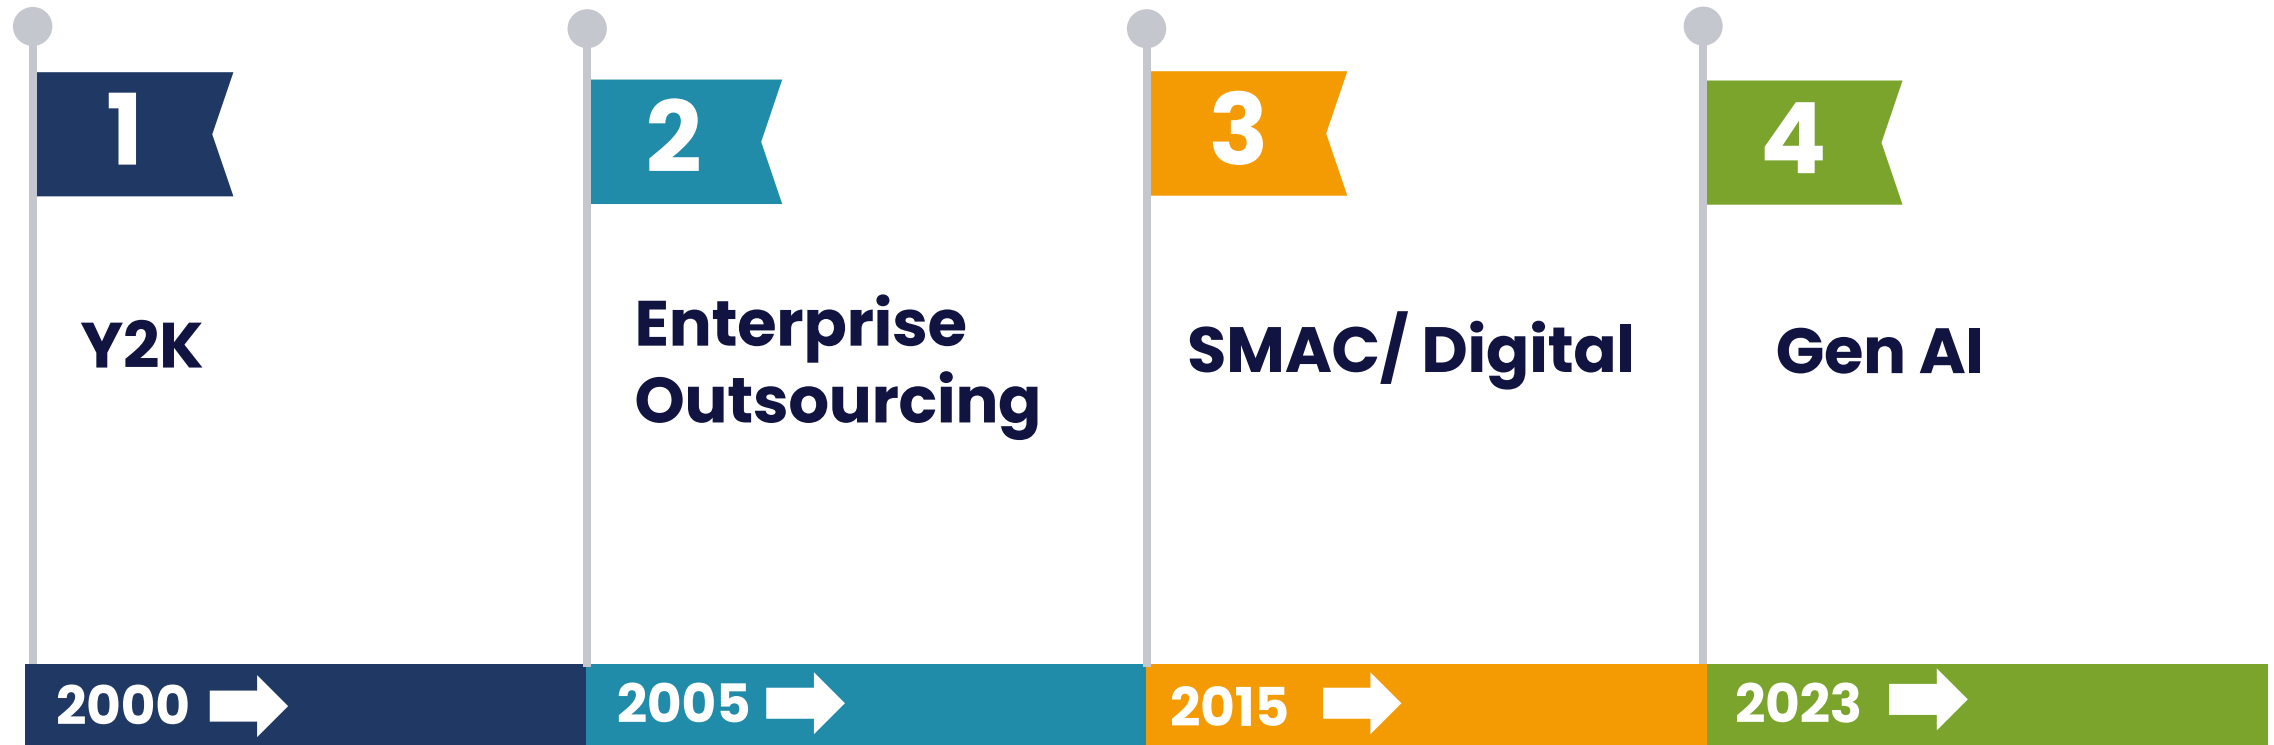 1
2
3
4
Y2K
Enterprise
Outsourcing
SMAC/ Digital
Gen AI
2000
2005
2015
2023